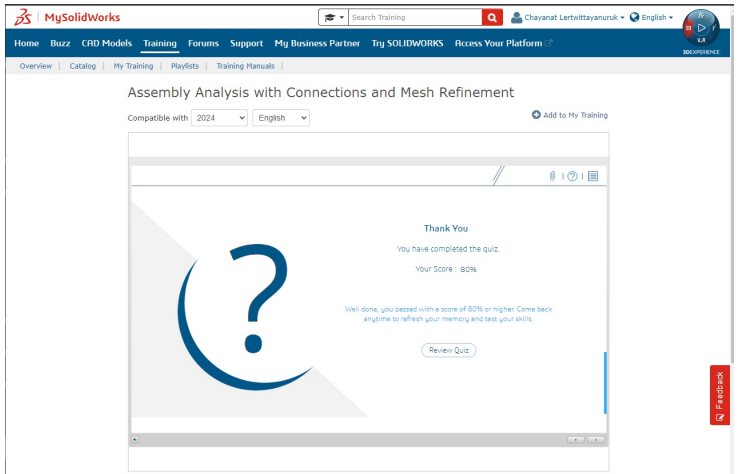 MySolidWorks
Search Training
Chayanat Lertwittayanuruk
English
Home Buzz CAD Models Training Forums Support My Business Partner Try SOLIDWORKS Access Your Platform
3DEXPERIENCE
Overview | Catalog | My Training | Playlists | Training Manuals |
Assembly Analysis with Connections and Mesh Refinement
Compatible with 2024 English
Add to My Training
Thank You
You have completed the quiz.
Your Score : 80%
Well done, you passed with a score of 80% or higher. Come back
anytime to refresh your memory and test your skills.
Review Quiz
Feedback